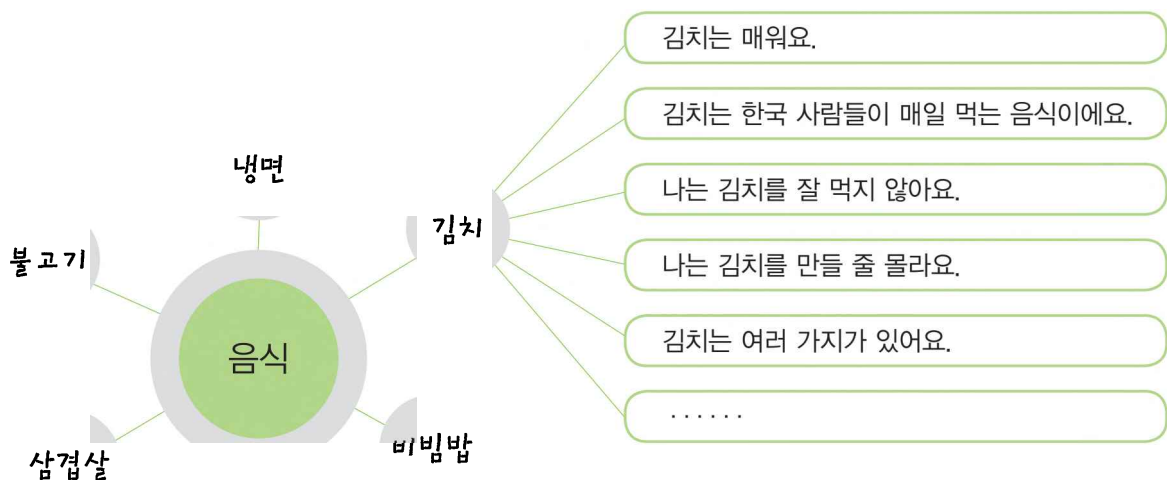 냉면
불고기
김치
음식
삼겹살
비빔밥
김치는 매워요.
김치는 한국 사람들이 매일 먹는 음식이에요.
나는 김치를 잘 먹지 않아요.
나는 김치를 만들 줄 몰라요.
김치는 여러 가지가 있어요.
······